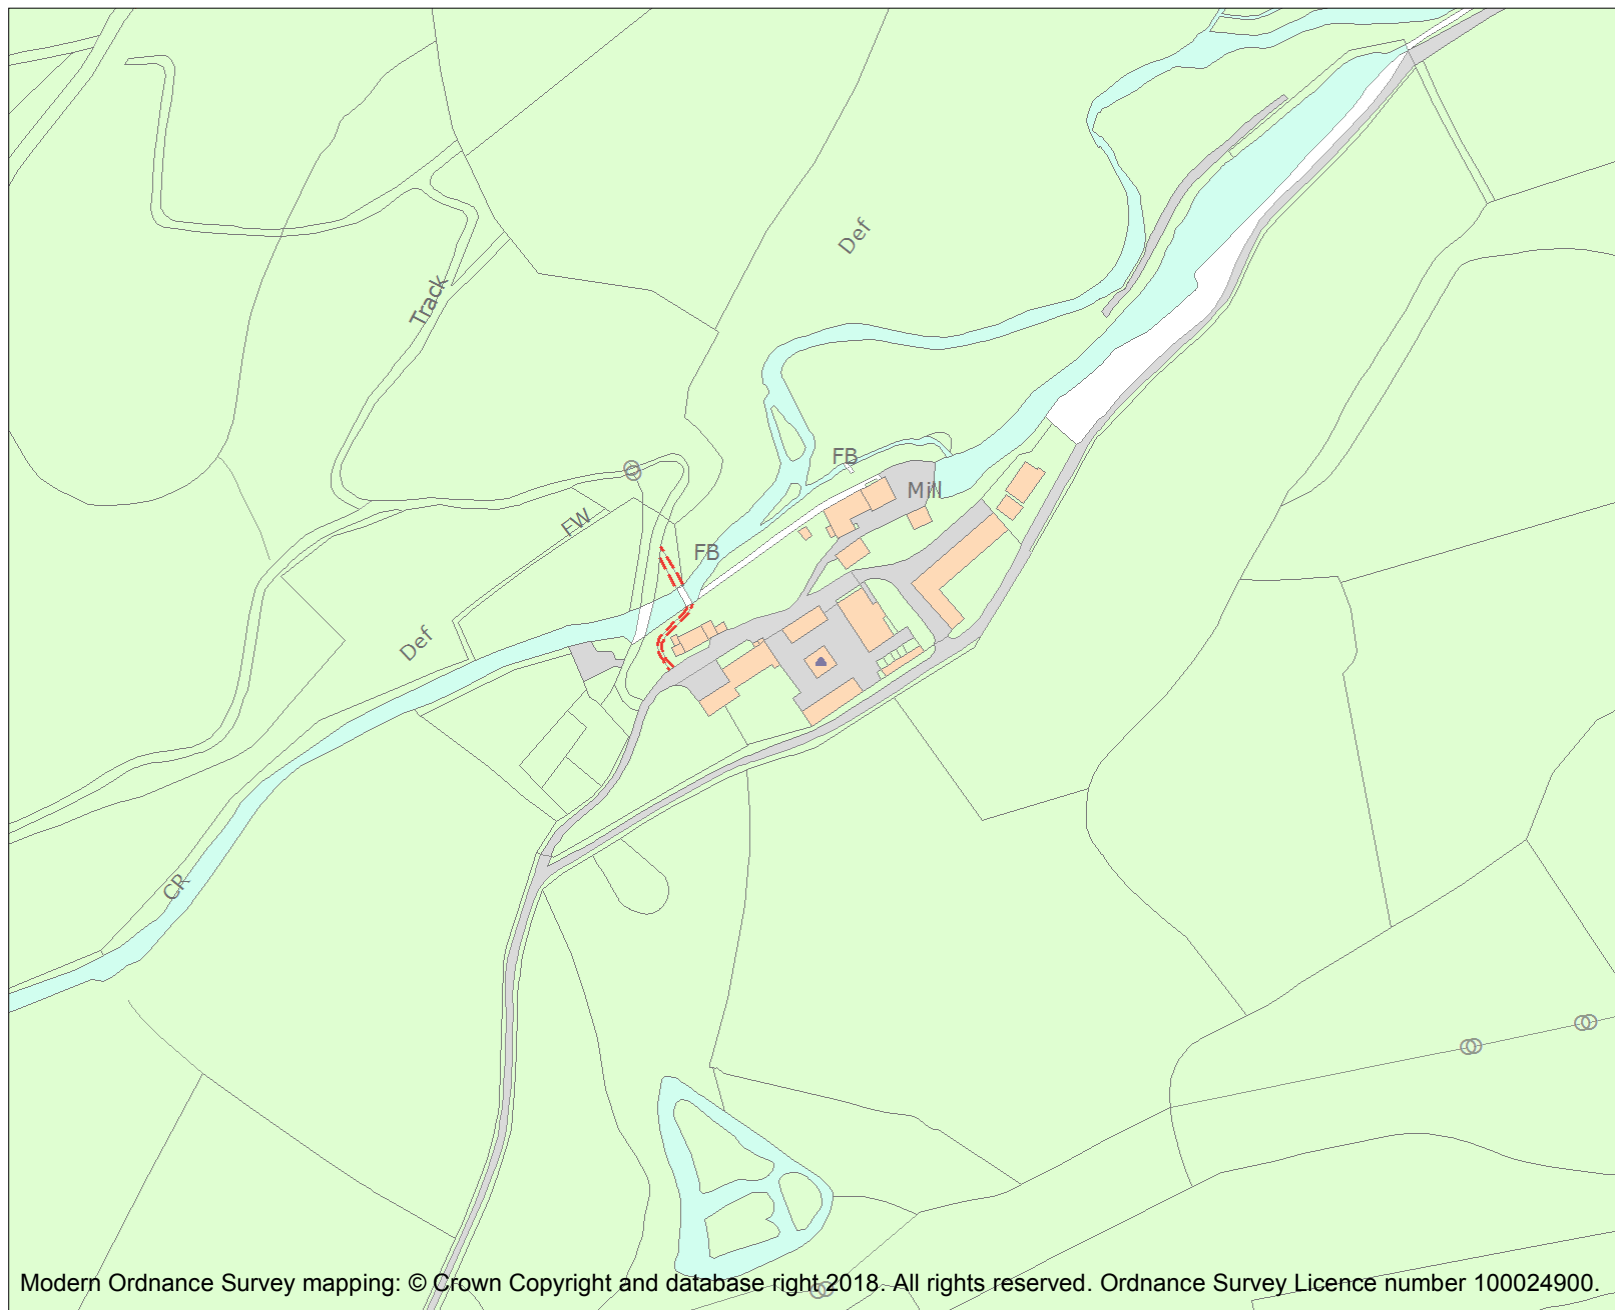 Def
Track
FB
Mill
FW
FB
Def
CR
Modern Ordnance Survey mapping: © Crown Copyright and database right 2018. All rights reserved. Ordnance Survey Licence number 100024900.